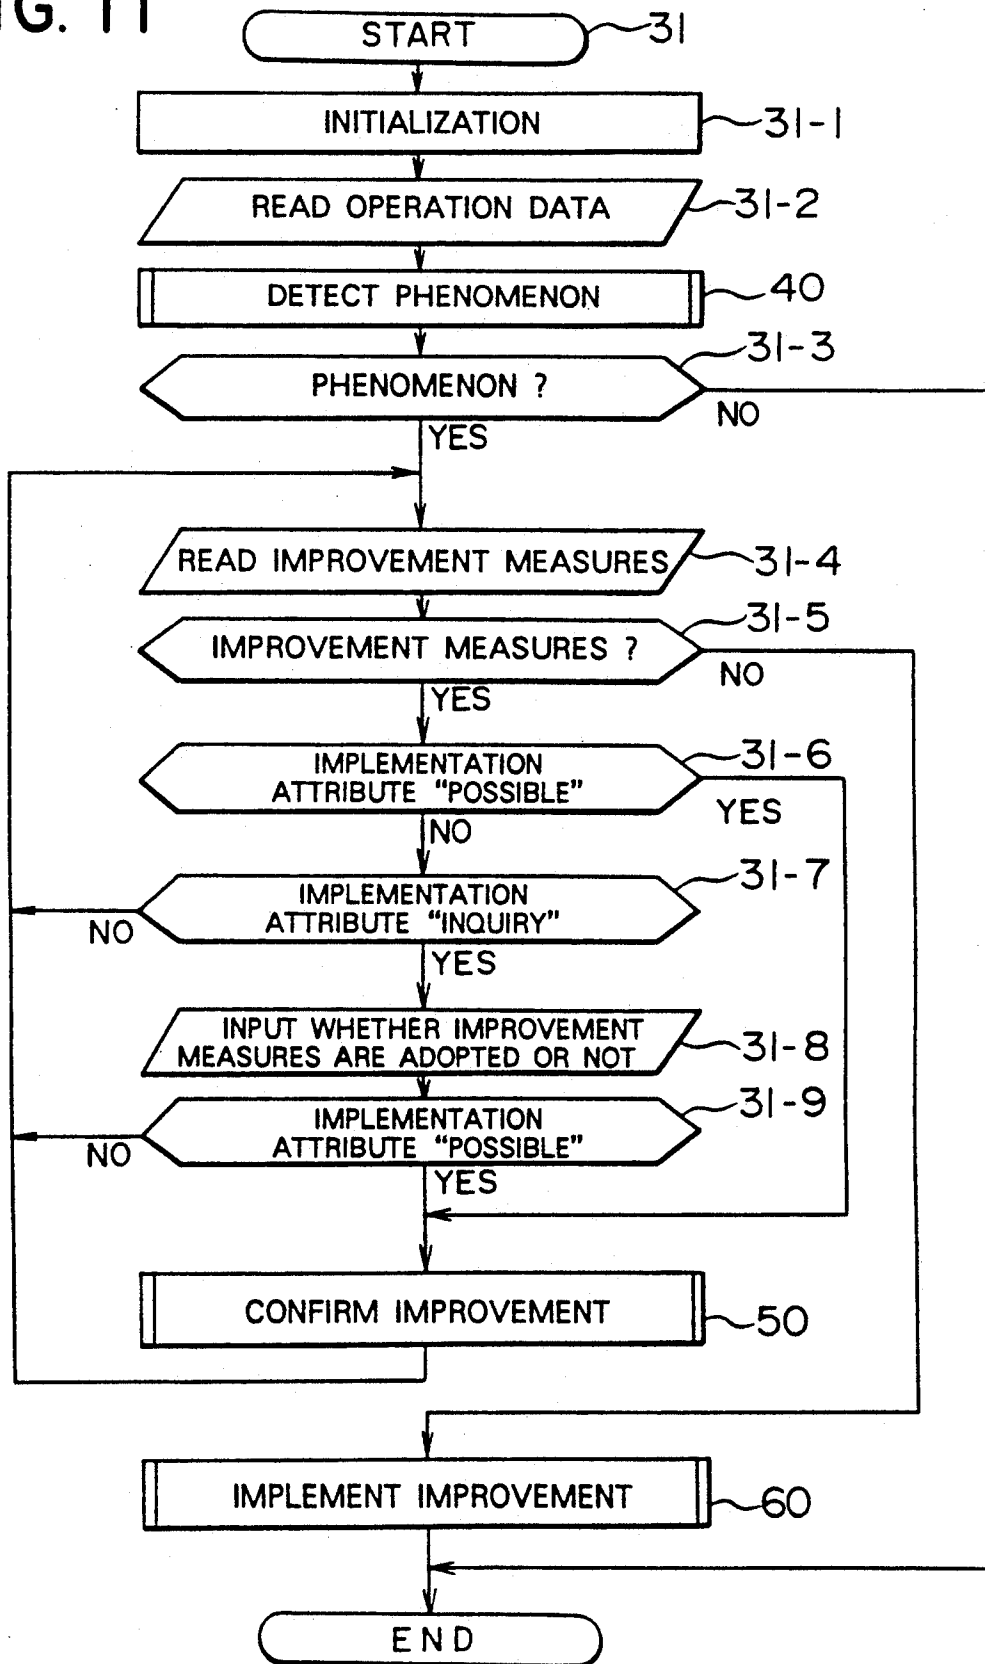 FIG. 11
START
31
INITIALIZATION
31-1
READ OPERATION DATA
31-2
DETECT PHENOMENON
40
31-3
PHENOMENON ?
NO
YES
READ IMPROVEMENT MEASURES
31-4
31-5
IMPROVEMENT MEASURES ?
NO
YES
31-6
IMPLEMENTATION
ATTRIBUTE “POSSIBLE”
YES
NO
31-7
IMPLEMENTATION
ATTRIBUTE “INQUIRY”
NO
YES
INPUT WHETHER IMPROVEMENT
MEASURES ARE ADOPTED OR NOT
31-8
31-9
IMPLEMENTATION
ATTRIBUTE “POSSIBLE”
NO
YES
CONFIRM IMPROVEMENT
50
IMPLEMENT IMPROVEMENT
60
END